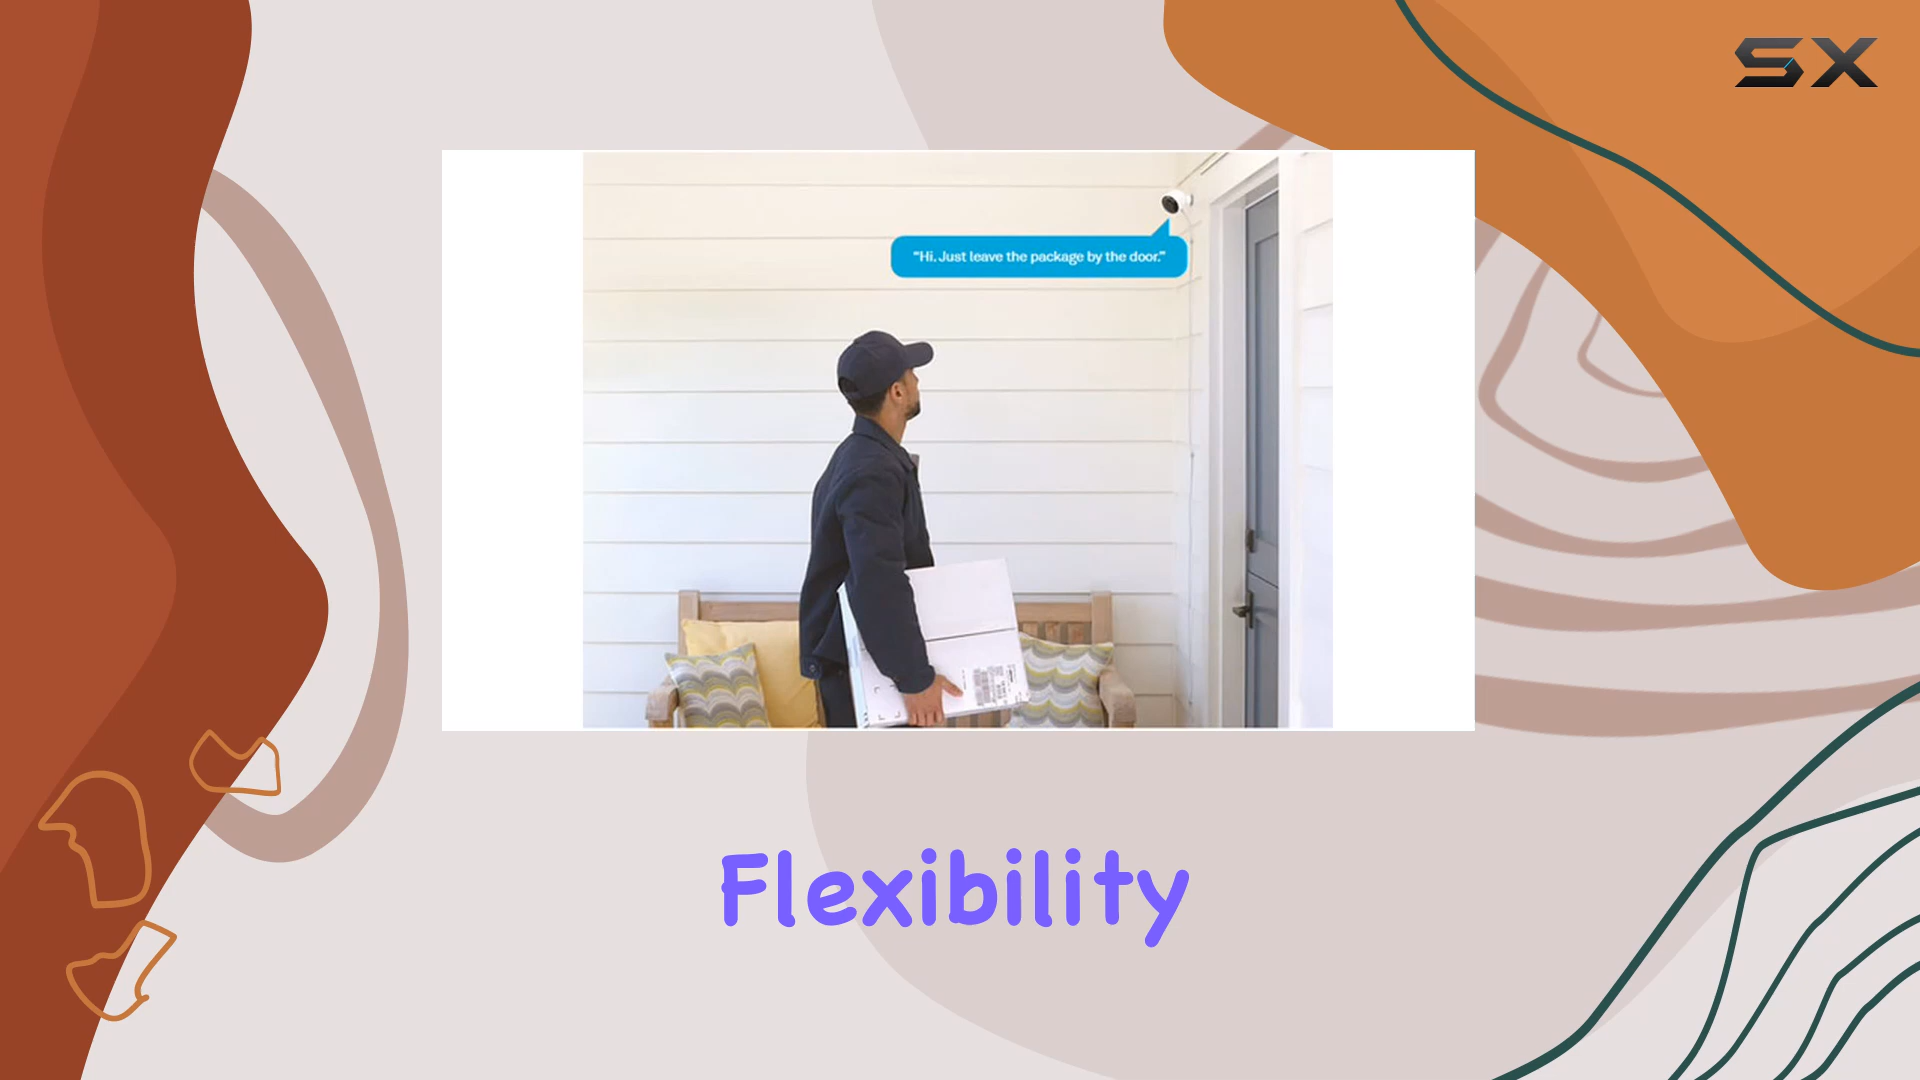 SX
“Hi. Just leave the package by the door.”
Flexibility